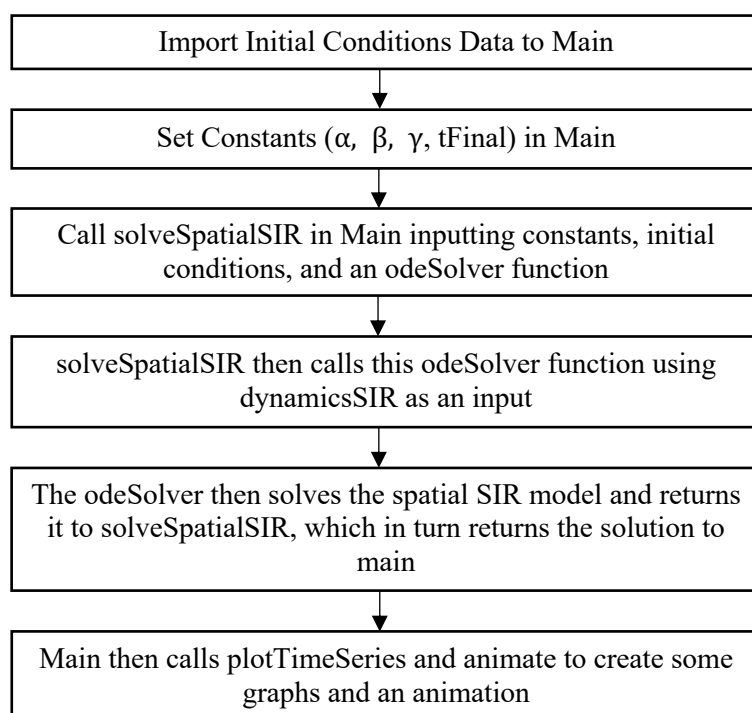 Import Initial Conditions Data to Main
Set Constants (α, β, γ, tFinal) in Main
Call solveSpatialSIR in Main inputting constants, initial
conditions, and an odeSolver function
solveSpatialSIR then calls this odeSolver function using
dynamicsSIR as an input
The odeSolver then solves the spatial SIR model and returns
it to solveSpatialSIR, which in turn returns the solution to
main
Main then calls plotTimeSeries and animate to create some
graphs and an animation